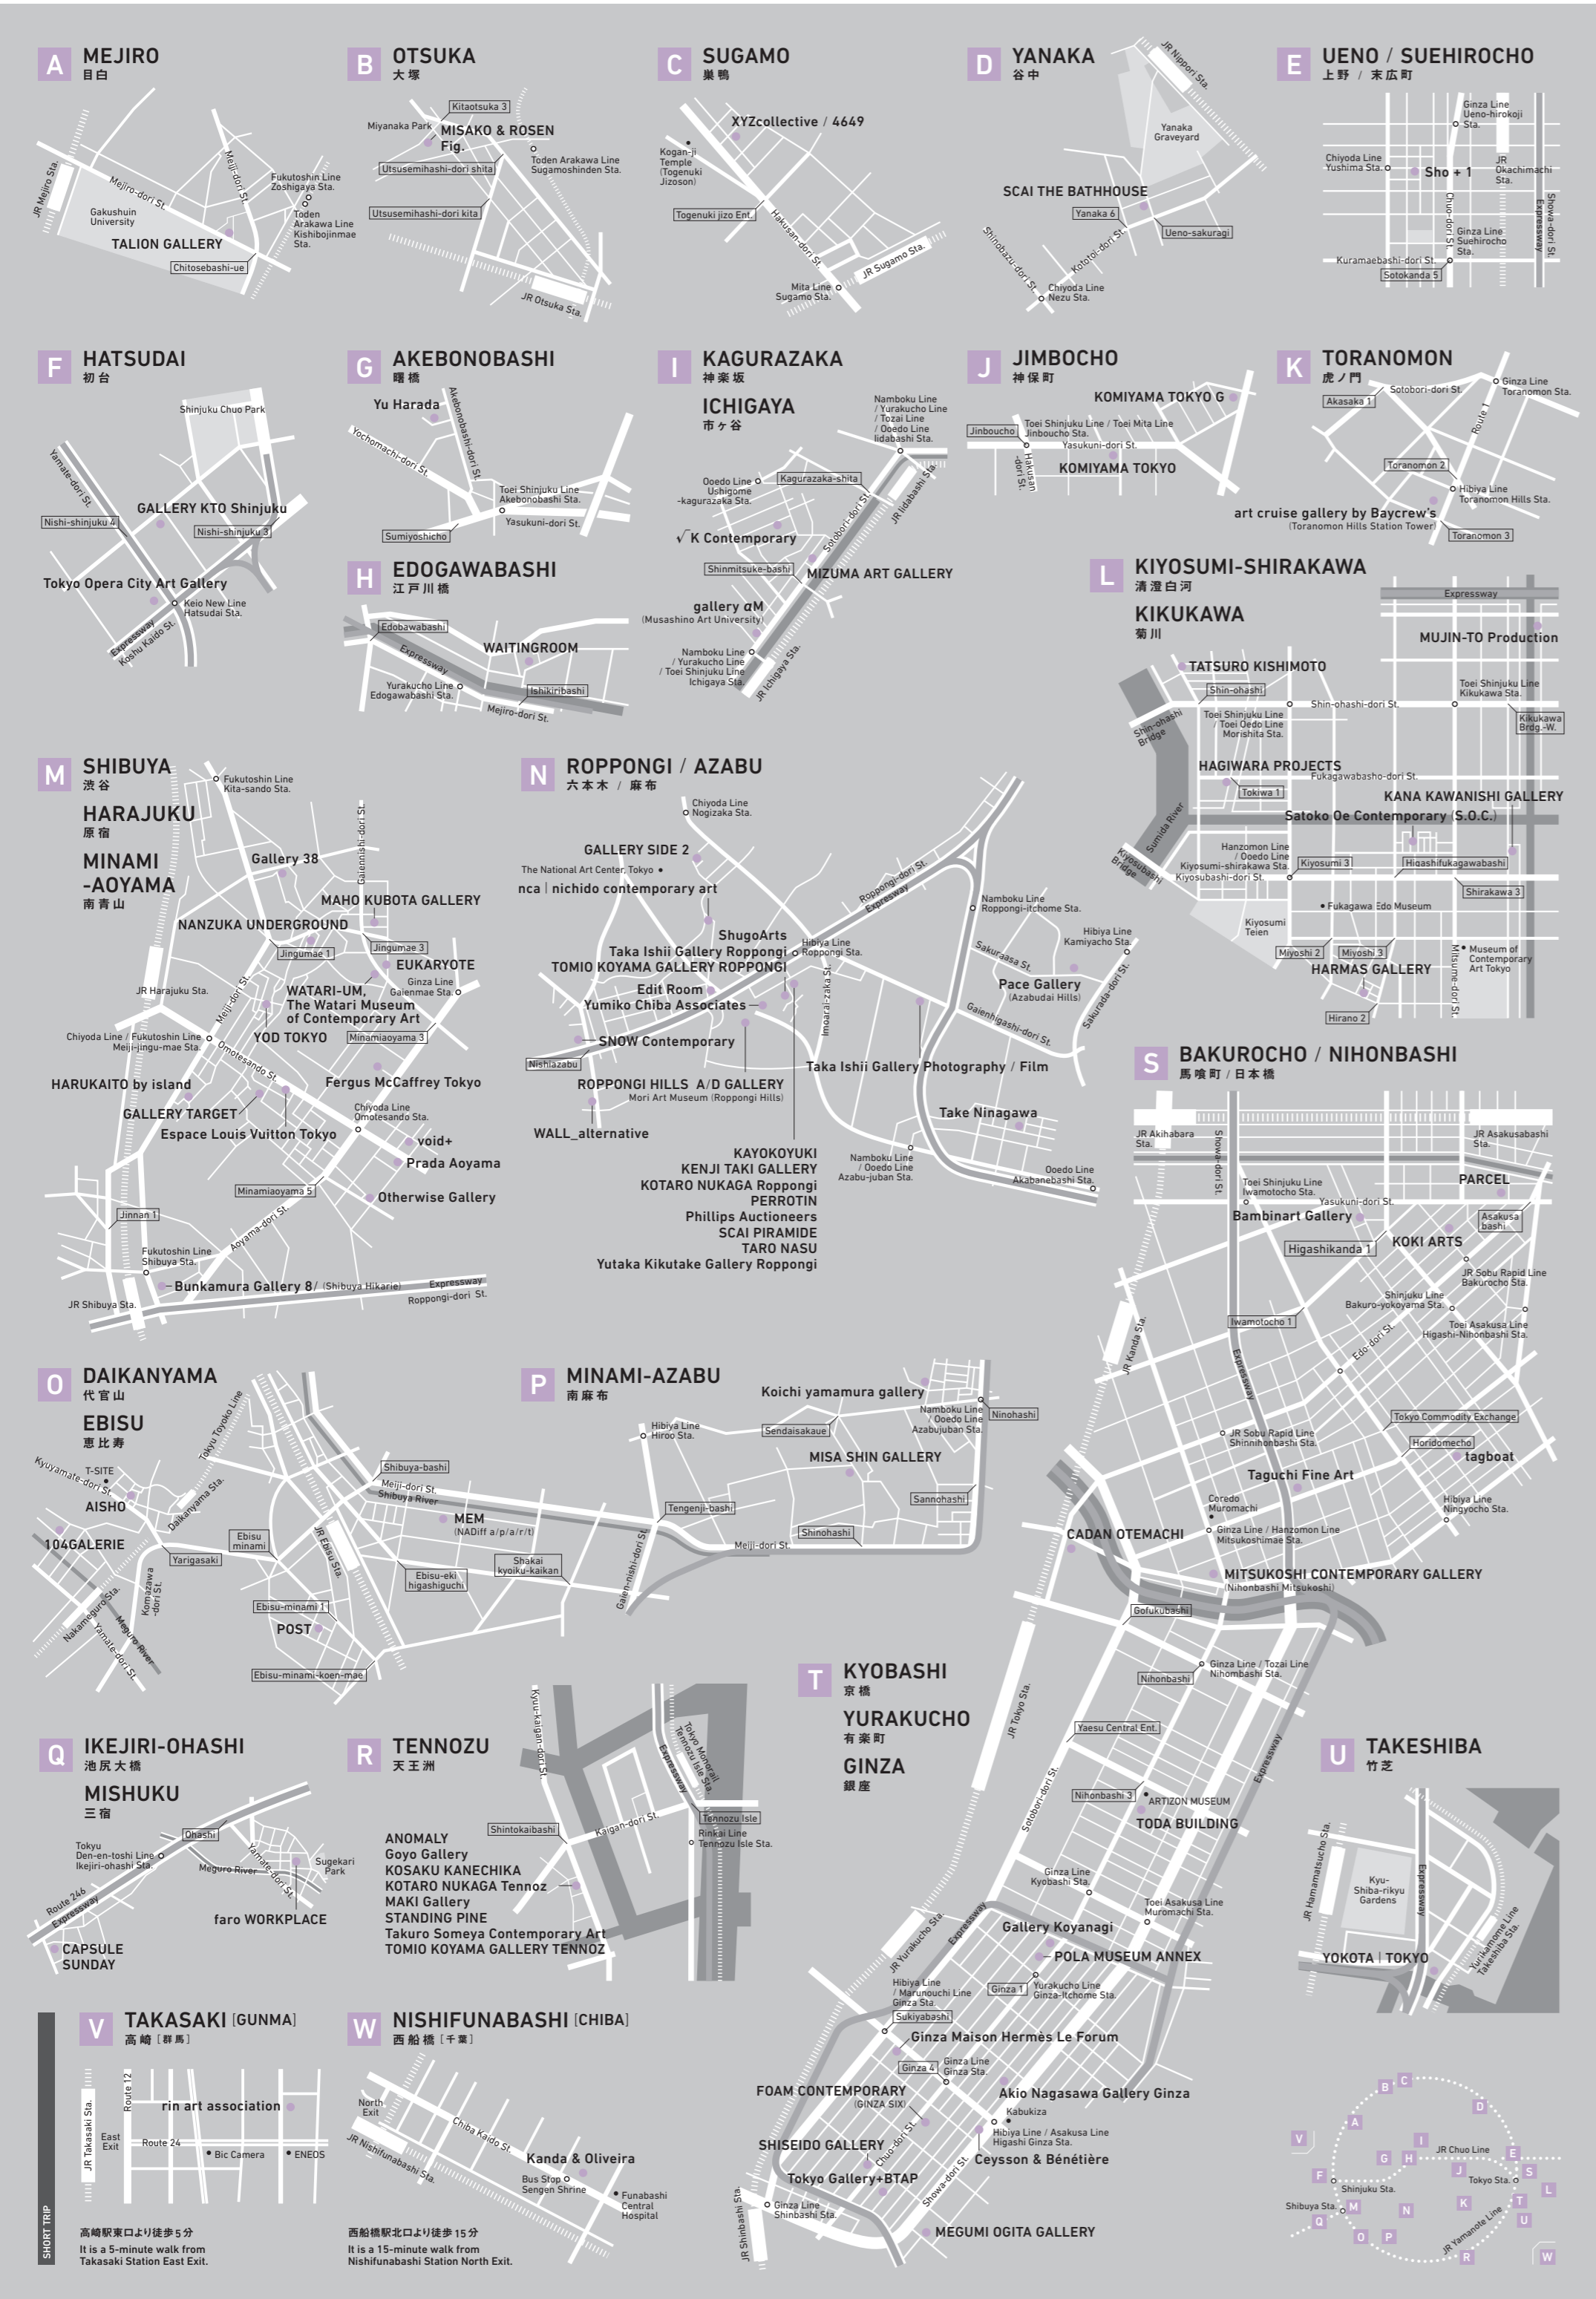 A
MEJIRO
目白
JR Mejiro Sta.
Mejiro-dori St.
Meiji-dori St.
Gakushuin
University
Fukutoshin Line
Zoshigaya Sta.
Toden
Arakawa Line
Kishibojinmae
Sta.
TALION GALLERY
Chitosebashi-ue
B
OTSUKA
大塚
Kitaotsuka 3
Miyanaka Park
MISAKO & ROSEN
Fig.
Utsusemihashi-dori shita
Toden Arakawa Line
Sugamoshinden Sta.
Utsusemihashi-dori kita
JR Otsuka Sta.
C
SUGAMO
巣鴨
XYZcollective / 4649
Kogan-ji
Temple
(Togenuki
Jizoson)
Togenuki jizo Ent.
Hakusan-dori St.
JR Sugamo Sta.
Mita Line
Sugamo Sta.
D
YANAKA
谷中
JR Nippori Sta.
Yanaka
Graveyard
SCAI THE BATHHOUSE
Yanaka 6
Ueno-sakuragi
Shinobazu-dori St.
Kototoi-dori St.
Chiyoda Line
Nezu Sta.
E
UENO / SUEHIROCHO
上野 / 末広町
Ginza Line
Ueno-hirokoji
Sta.
Chiyoda Line
Yushima Sta.
Sho + 1
JR
Okachimachi
Sta.
Chuo-dori St.
Showa-dori St.
Expressway
Ginza Line
Suehirocho
Sta.
Kuramaebashi-dori St.
Sotokanda 5
F
HATSUDAI
初台
Shinjuku Chuo Park
Yamate-dori St.
GALLERY KTO Shinjuku
Nishi-shinjuku 4
Nishi-shinjuku 3
Tokyo Opera City Art Gallery
Keio New Line
Hatsudai Sta.
Expressway
Koshu Kaido St.
G
AKEBONOBASHI
曙橋
Yu Harada
Akebonobashi-dori St.
Yochomachi-dori St.
Toei Shinjuku Line
Akebonobashi Sta.
Yasukuni-dori St.
Sumiyoshicho
H
EDOGAWABASHI
江戸川橋
Edobawabashi
WAITINGROOM
Expressway
Yurakucho Line
Edogawabashi Sta.
Ishikiribashi
Mejiro-dori St.
I
KAGURAZAKA
神楽坂
ICHIGAYA
市ヶ谷
Namboku Line
/ Yurakucho Line
/ Tozai Line
/ Ooedo Line
Iidabashi Sta.
Ooedo Line
Ushigome
-kagurazaka Sta.
Kagurazaka-shita
JR Iidabashi Sta.
Sotobori-dori St.
√K Contemporary
Shinmitsuke-bashi
MIZUMA ART GALLERY
gallery αM
(Musashino Art University)
Namboku Line
/ Yurakucho Line
/ Toei Shinjuku Line
Ichigaya Sta.
JR Ichigaya Sta.
J
JIMBOCHO
神保町
KOMIYAMA TOKYO G
Jinboucho
Toei Shinjuku Line / Toei Mita Line
Jinboucho Sta.
Yasukuni-dori St.
Hakusan
-dori St.
KOMIYAMA TOKYO
K
TORANOMON
虎ノ門
Akasaka 1
Sotobori-dori St.
Ginza Line
Toranomon Sta.
Route 1
Toranomon 2
Hibiya Line
Toranomon Hills Sta.
art cruise gallery by Baycrew's
(Toranomon Hills Station Tower)
Toranomon 3
L
KIYOSUMI-SHIRAKAWA
清澄白河
KIKUKAWA
菊川
Expressway
MUJIN-TO Production
TATSURO KISHIMOTO
Shin-ohashi
Toei Shinjuku Line
Kikukawa Sta.
Shin-ohashi-dori St.
Shin-ohashi
Bridge
Toei Shinjuku Line
/ Toei Oedo Line
Morishita Sta.
Kikukawa
Brdg.-W.
HAGIWARA PROJECTS
Fukagawabasho-dori St.
Tokiwa 1
KANA KAWANISHI GALLERY
Satoko Oe Contemporary (S.O.C.)
Sumida River
Hanzomon Line
/ Ooedo Line
Kiyosumi-shirakawa Sta.
Kiyosumi 3
Higashifukagawabashi
Kiyosubashi
Bridge
Kiyosubashi-dori St.
Shirakawa 3
Fukagawa Edo Museum
Kiyosumi
Teien
Miyoshi 2
Miyoshi 3
Mitsume-dori St.
Museum of
Contemporary
Art Tokyo
HARMAS GALLERY
Hirano 2
M
SHIBUYA
渋谷
HARAJUKU
原宿
MINAMI
-AOYAMA
南青山
Fukutoshin Line
Kita-sando Sta.
Gaiennishi-dori St.
Gallery 38
MAHO KUBOTA GALLERY
NANZUKA UNDERGROUND
Jingumae 1
Jingumae 3
EUKARYOTE
Ginza Line
Gaienmae Sta.
JR Harajuku Sta.
Meiji-dori St.
WATARI-UM,
The Watari Museum
of Contemporary Art
YOD TOKYO
Minamiaoyama 3
Chiyoda Line / Fukutoshin Line
Meiji-jingu-mae Sta.
Omotesando St.
HARUKAITO by island
Fergus McCaffrey Tokyo
GALLERY TARGET
Chiyoda Line
Omotesando Sta.
Espace Louis Vuitton Tokyo
void+
Prada Aoyama
Minamiaoyama 5
Otherwise Gallery
Jinnan 1
Aoyama-dori St.
Fukutoshin Line
Shibuya Sta.
Bunkamura Gallery 8/ (Shibuya Hikarie)
JR Shibuya Sta.
Expressway
Roppongi-dori St.
N
ROPPONGI / AZABU
六本木 / 麻布
Chiyoda Line
Nogizaka Sta.
GALLERY SIDE 2
The National Art Center, Tokyo
nca | nichido contemporary art
Roppongi-dori St.
Expressway
Namboku Line
Roppongi-itchome Sta.
ShugoArts
Taka Ishii Gallery Roppongi
TOMIO KOYAMA GALLERY ROPPONGI
Hibiya Line
Roppongi Sta.
Hibiya Line
Kamiyacho Sta.
Sakuraasa St.
Pace Gallery
(Azabudai Hills)
Sakurada-dori St.
Edit Room
Yumiko Chiba Associates
Imoarai-zaka St.
Gaienhigashi-dori St.
SNOW Contemporary
Nishiazabu
Taka Ishii Gallery Photography / Film
ROPPONGI HILLS A/D GALLERY
Mori Art Museum (Roppongi Hills)
Take Ninagawa
WALL_alternative
Namboku Line
/ Ooedo Line
Azabu-juban Sta.
Ooedo Line
Akabanebashi Sta.
KAYOKOYUKI
KENJI TAKI GALLERY
KOTARO NUKAGA Roppongi
PERROTIN
Phillips Auctioneers
SCAI PIRAMIDE
TARO NASU
Yutaka Kikutake Gallery Roppongi
S
BAKUROCHO / NIHONBASHI
馬喰町 / 日本橋
JR Akihabara
Sta.
Showa-dori St.
JR Asakusabashi
Sta.
PARCEL
Toei Shinjuku Line
Iwamotocho Sta.
Yasukuni-dori St.
Bambinart Gallery
Asakusa
bashi
Higashikanda 1
KOKI ARTS
JR Sobu Rapid Line
Bakurocho Sta.
Shinjuku Line
Bakuro-yokoyama Sta.
Iwamotocho 1
Toei Asakusa Line
Higashi-Nihonbashi Sta.
JR Kanda Sta.
Expressway
Edo-dori St.
Tokyo Commodity Exchange
JR Sobu Rapid Line
Shinnihonbashi Sta.
Horidomecho
tagboat
Taguchi Fine Art
Coredo
Muromachi
Hibiya Line
Ningyocho Sta.
CADAN OTEMACHI
Ginza Line / Hanzomon Line
Mitsukoshimae Sta.
MITSUKOSHI CONTEMPORARY GALLERY
(Nihonbashi Mitsukoshi)
O
DAIKANYAMA
代官山
EBISU
恵比寿
Tokyu Toyoko Line
Kyuyamate-dori St.
T-SITE
AISHO
Daikanyama Sta.
Shibuya-bashi
Meiji-dori St.
Shibuya River
104GALERIE
Ebisu
minami
Yarigasaki
JR Ebisu Sta.
MEM
(NADiff a/p/a/r/t)
Komazawa
-dori St.
Ebisu-eki
higashiguchi
Shakai
kyoiku-kaikan
Nakameguro Sta.
Meguro River
Yamate-dori St.
Ebisu-minami 1
POST
Ebisu-minami-koen-mae
P
MINAMI-AZABU
南麻布
Koichi yamamura gallery
Hibiya Line
Hiroo Sta.
Sendaisakaue
Namboku Line
/ Ooedo Line
Azabujuban Sta.
Ninohashi
MISA SHIN GALLERY
Sannohashi
Tengenji-bashi
Shinohashi
Meiji-dori St.
Gaien-nishi-dori St.
Q
IKEJIRI-OHASHI
池尻大橋
MISHUKU
三宿
Ohashi
Tokyu
Den-en-toshi Line
Ikejiri-ohashi Sta.
Meguro River
Yamate-dori St.
Sugekari
Park
Route 246
Expressway
faro WORKPLACE
CAPSULE
SUNDAY
R
TENNOZU
天王洲
Kyuu-kaigan-dori St.
Tokyo Monorail
Tennozu Isle Sta.
Expressway
Shintokaibashi
Kaigan-dori St.
Tennozu Isle
Rinkai Line
Tennozu Isle Sta.
ANOMALY
Goyo Gallery
KOSAKU KANECHIKA
KOTARO NUKAGA Tennoz
MAKI Gallery
STANDING PINE
Takuro Someya Contemporary Art
TOMIO KOYAMA GALLERY TENNOZ
T
KYOBASHI
京橋
YURAKUCHO
有楽町
GINZA
銀座
Gofukubashi
JR Tokyo Sta.
Nihonbashi
Ginza Line / Tozai Line
Nihombashi Sta.
Yaesu Central Ent.
Expressway
Sotobori-dori St.
Nihonbashi 3
ARTIZON MUSEUM
TODA BUILDING
Ginza Line
Kyobashi Sta.
Toei Asakusa Line
Muromachi Sta.
JR Yurakucho Sta.
Expressway
Gallery Koyanagi
POLA MUSEUM ANNEX
Hibiya Line
/ Marunouchi Line
Ginza Sta.
Ginza 1
Yurakucho Line
Ginza-Itchome Sta.
Sukiyabashi
Ginza Maison Hermès Le Forum
Ginza 4
Ginza Line
Ginza Sta.
FOAM CONTEMPORARY
(GINZA SIX)
Akio Nagasawa Gallery Ginza
Kabukiza
Hibiya Line / Asakusa Line
Higashi Ginza Sta.
SHISEIDO GALLERY
Chuo-dori St.
Ceysson & Bénétière
Tokyo Gallery+BTAP
Showa-dori St.
JR Shinbashi Sta.
Ginza Line
Shinbashi Sta.
MEGUMI OGITA GALLERY
U
TAKESHIBA
竹芝
JR Hamamatsucho Sta.
Kyu-
Shiba-rikyu
Gardens
Expressway
YOKOTA | TOKYO
Yurikamome Line
Takeshiba Sta.
SHORT TRIP
V
TAKASAKI [GUNMA]
高崎 [群馬]
JR Takasaki Sta.
Route 12
rin art association
East
Exit
Route 24
Bic Camera
ENEOS
高崎駅東口より徒歩5分
It is a 5-minute walk from
Takasaki Station East Exit.
W
NISHIFUNABASHI [CHIBA]
西船橋 [千葉]
North
Exit
Chiba Kaido St.
JR Nishifunabashi Sta.
Kanda & Oliveira
Bus Stop
Sengen Shrine
Funabashi
Central
Hospital
西船橋駅北口より徒歩15分
It is a 15-minute walk from
Nishifunabashi Station North Exit.
B
C
D
A
V
I
G
H
JR Chuo Line
E
F
Shinjuku Sta.
J
Tokyo Sta.
S
L
Shibuya Sta.
M
N
K
T
Q
U
O
P
JR Yamanote Line
R
W